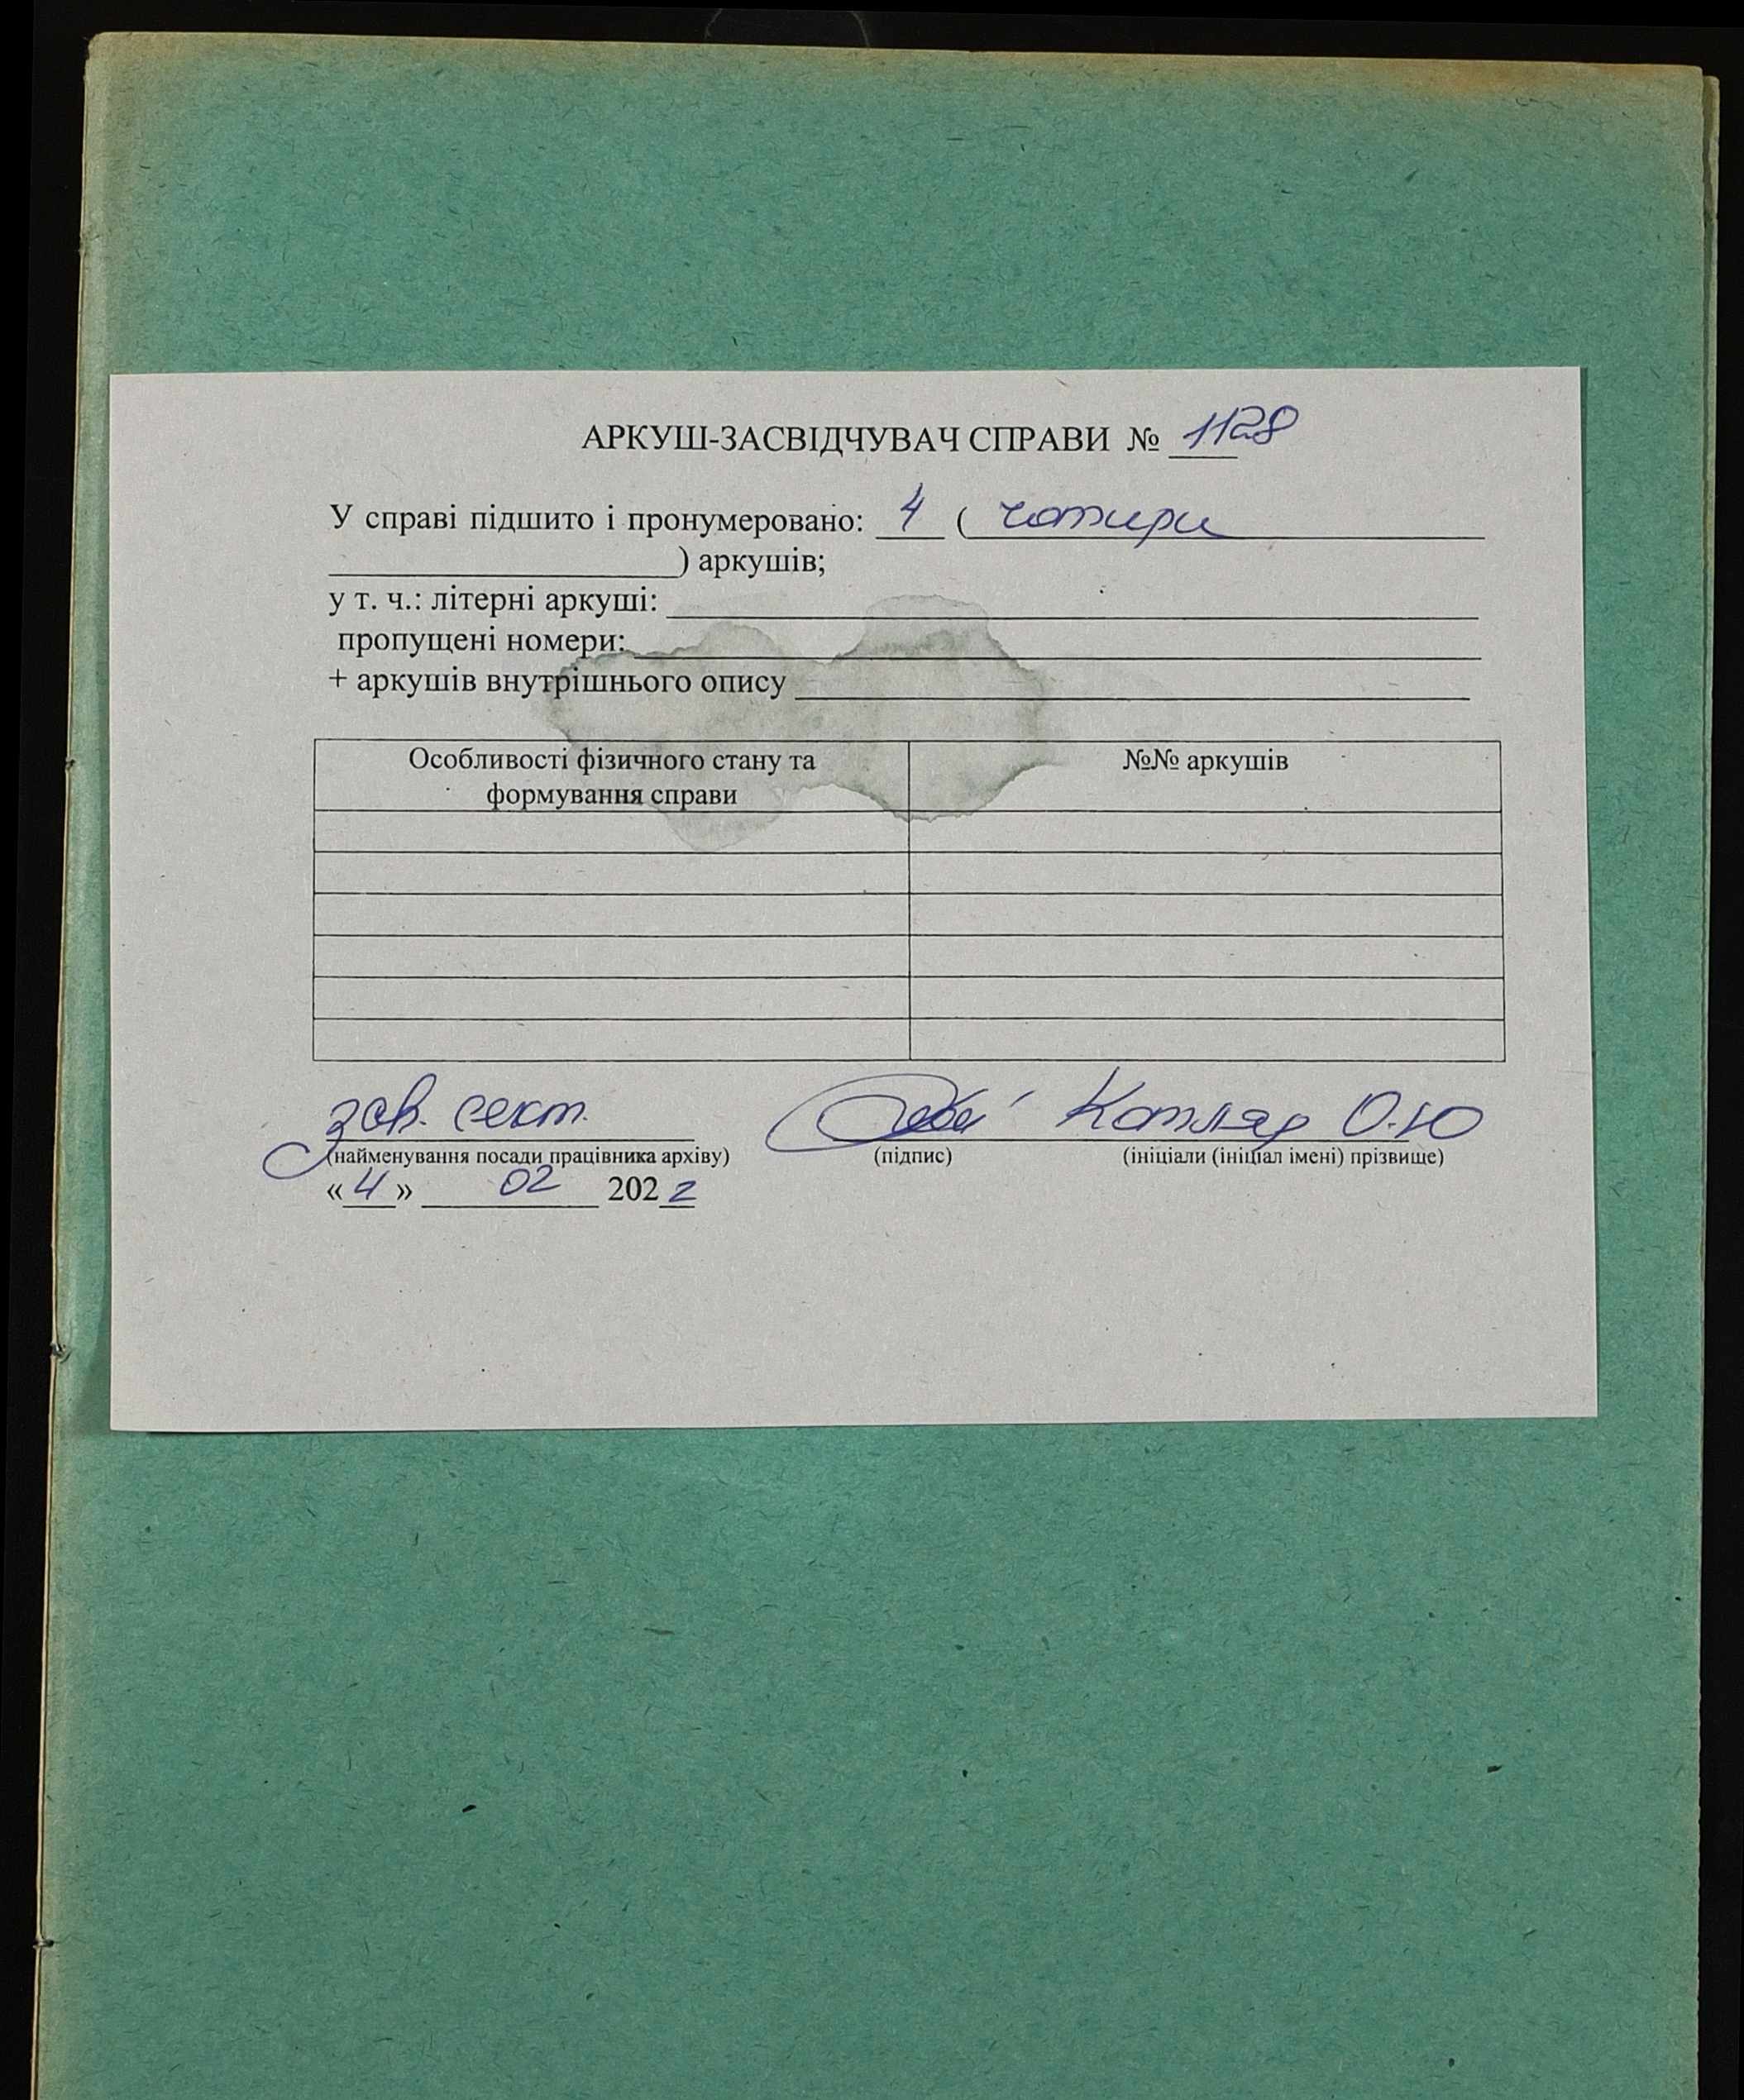 АРКУШ-ЗАСВІДЧУВАЧ СПРАВИ № 1128
У справі підшито і пронумеровано: 4 ( чотири
) аркушів;
у т. ч.: літерні аркуші:
пропущені номери:
+ аркушів внутрішнього опису
Особливості фізичного стану та
формування справи
№№ аркушів
зав. сект. Котляр О.Ю
(найменування посади працівника архіву) (підпис) (ініціали (ініціал імені) прізвище)
«4» 02 2022